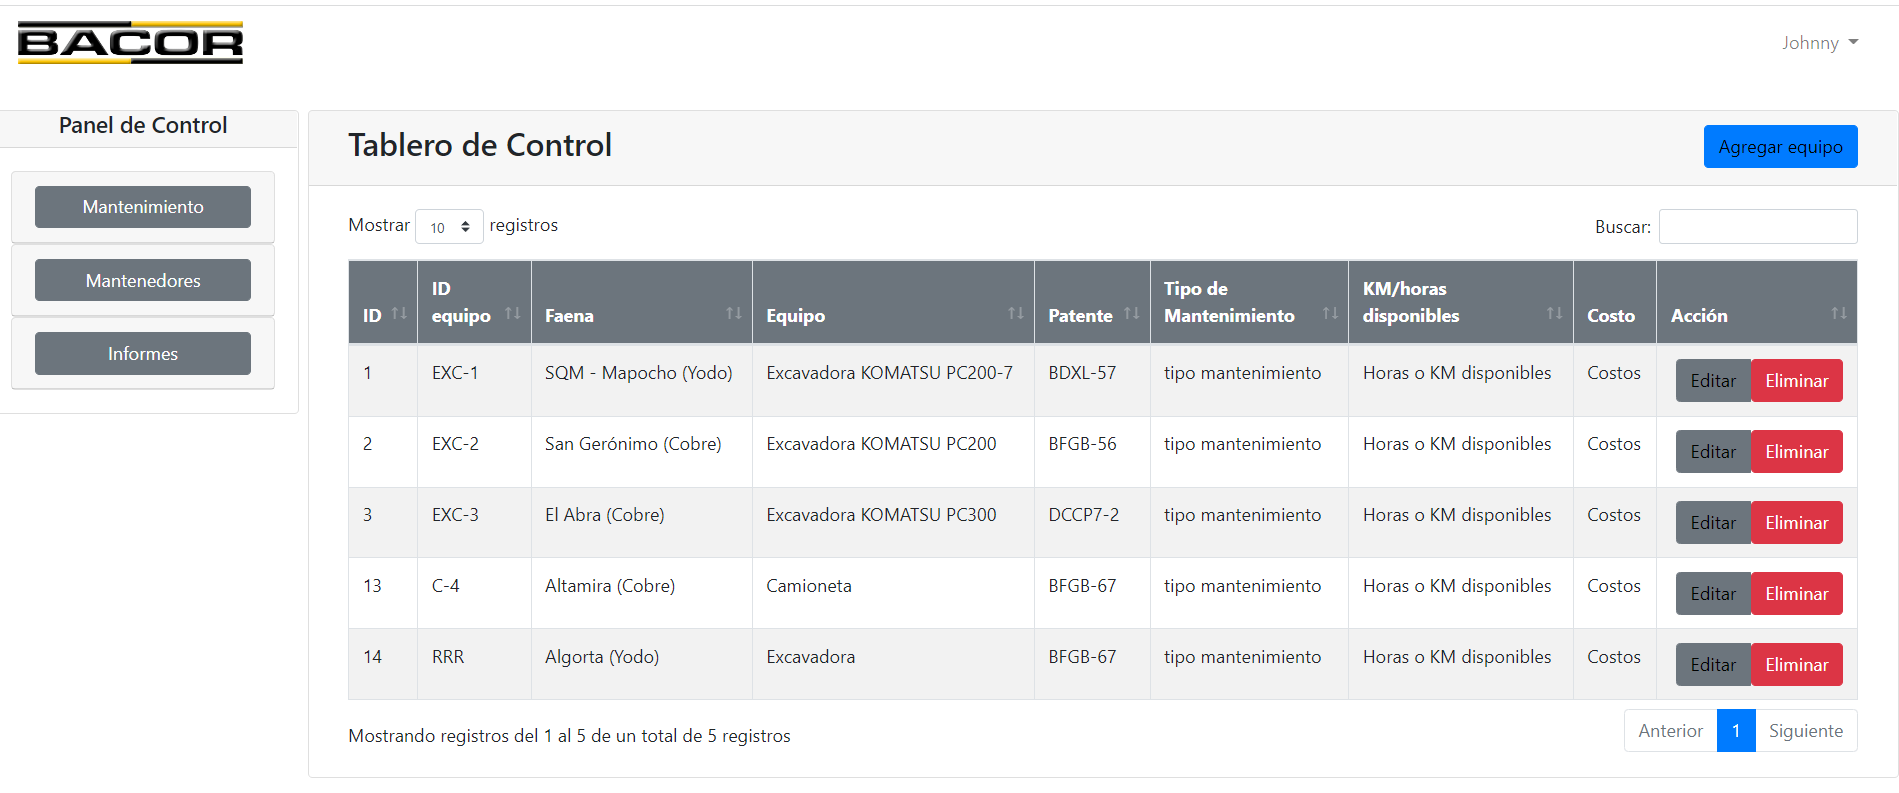 BACOR
Johnny
Panel de Control
Mantenimiento
Mantenedores
Informes
Tablero de Control
Agregar equipo
Mostrar 10 registros
Buscar:
ID ID equipo Faena Equipo Patente Tipo de Mantenimiento KM/horas disponibles Costo Acción
1 EXC-1 SQM - Mapocho (Yodo) Excavadora KOMATSU PC200-7 BDXL-57 tipo mantenimiento Horas o KM disponibles Costos Editar Eliminar
2 EXC-2 San Gerónimo (Cobre) Excavadora KOMATSU PC200 BFGB-56 tipo mantenimiento Horas o KM disponibles Costos Editar Eliminar
3 EXC-3 El Abra (Cobre) Excavadora KOMATSU PC300 DCCP7-2 tipo mantenimiento Horas o KM disponibles Costos Editar Eliminar
13 C-4 Altamira (Cobre) Camioneta BFGB-67 tipo mantenimiento Horas o KM disponibles Costos Editar Eliminar
14 RRR Algorta (Yodo) Excavadora BFGB-67 tipo mantenimiento Horas o KM disponibles Costos Editar Eliminar
Mostrando registros del 1 al 5 de un total de 5 registros
Anterior 1 Siguiente